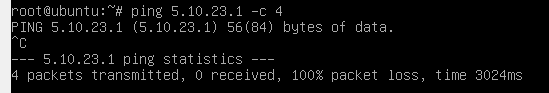 root@ubuntu:~# ping 5.10.23.1 -c 4
PING 5.10.23.1 (5.10.23.1) 56(84) bytes of data.
^C
--- 5.10.23.1 ping statistics ---
4 packets transmitted, 0 received, 100% packet loss, time 3024ms